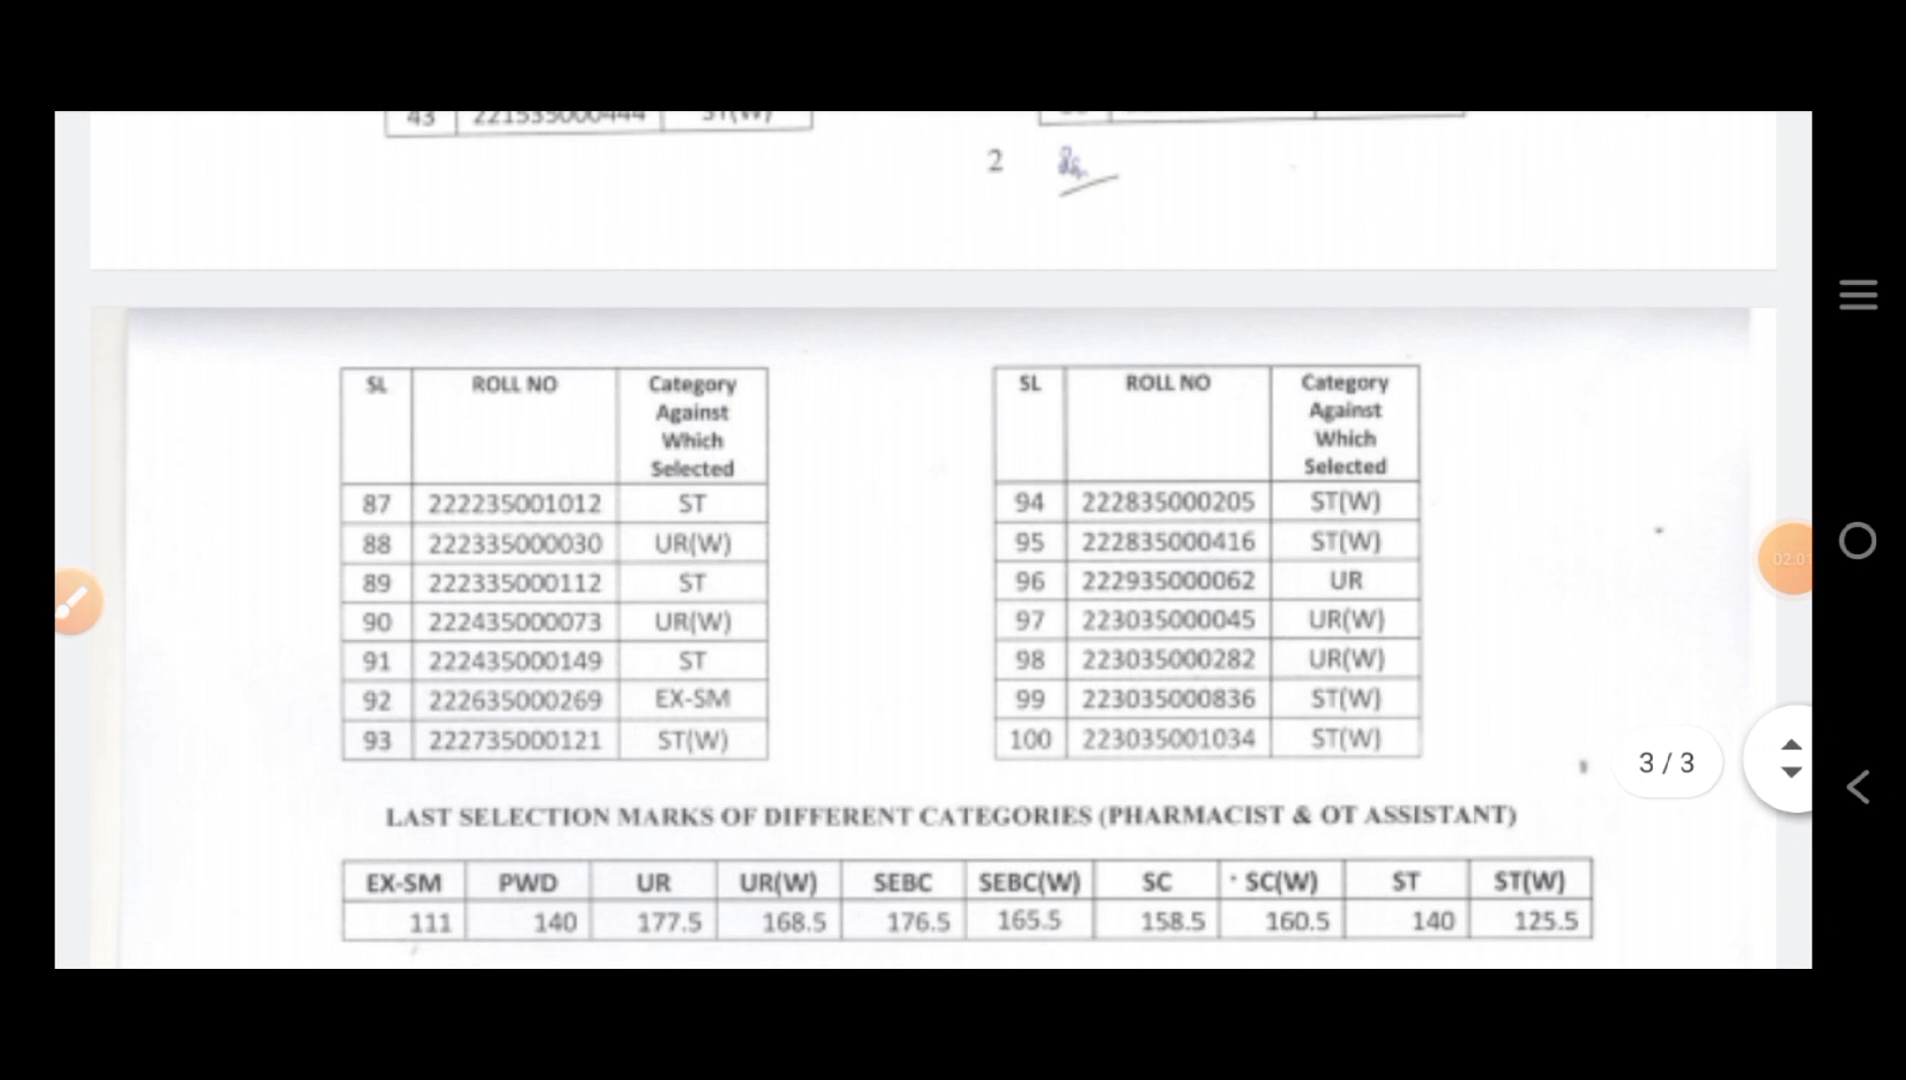 43 221535000444 ST(W)
2
SL ROLL NO Category Against Which Selected
87 222235001012 ST
88 222335000030 UR(W)
89 222335000112 ST
90 222435000073 UR(W)
91 222435000149 ST
92 222635000269 EX-SM
93 222735000121 ST(W)
SL ROLL NO Category Against Which Selected
94 222835000205 ST(W)
95 222835000416 ST(W)
96 222935000062 UR
97 223035000045 UR(W)
98 223035000282 UR(W)
99 223035000836 ST(W)
100 223035001034 ST(W)
02:01
3 / 3
LAST SELECTION MARKS OF DIFFERENT CATEGORIES (PHARMACIST & OT ASSISTANT)
EX-SM PWD UR UR(W) SEBC SEBC(W) SC SC(W) ST ST(W)
111 140 177.5 168.5 176.5 165.5 158.5 160.5 140 125.5